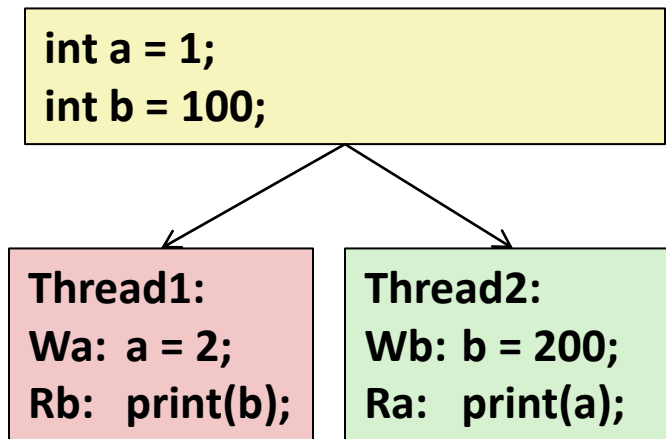 int a = 1;
int b = 100;
Thread1:
Wa: a = 2;
Rb: print(b);
Thread2:
Wb: b = 200;
Ra: print(a);